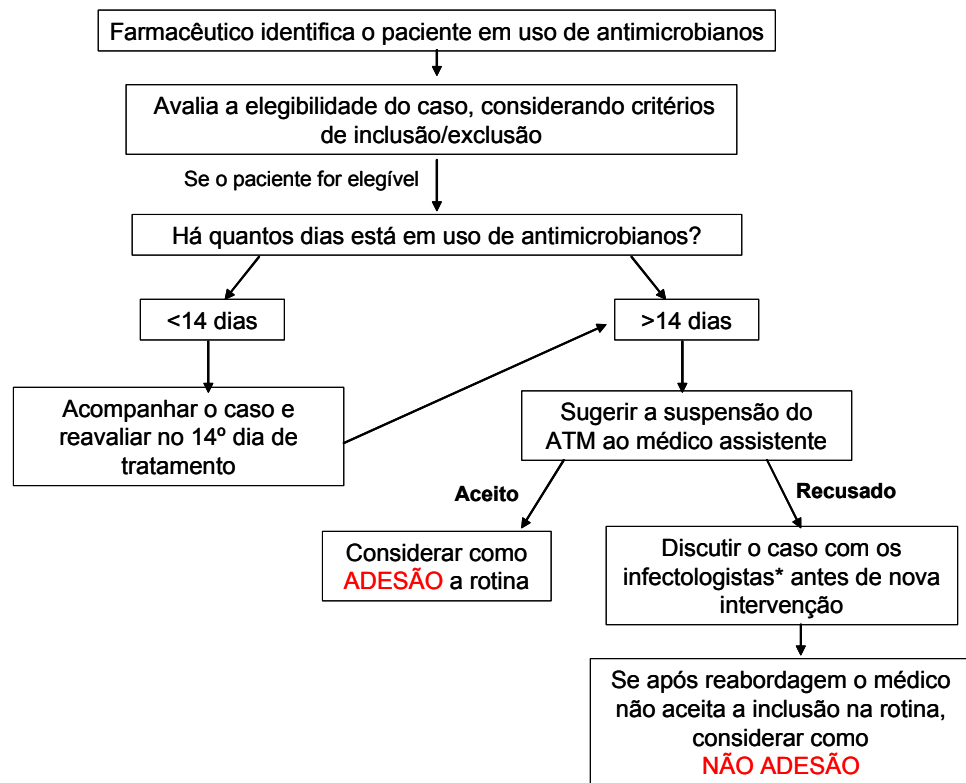 Farmacêutico identifica o paciente em uso de antimicrobianos
Avalia a elegibilidade do caso, considerando critérios
de inclusão/exclusão
Se o paciente for elegível
Há quantos dias está em uso de antimicrobianos?
<14 dias
>14 dias
Acompanhar o caso e
reavaliar no 14º dia de
tratamento
Sugerir a suspensão do
ATM ao médico assistente
Aceito
Recusado
Considerar como
ADESÃO a rotina
Discutir o caso com os
infectologistas* antes de nova
intervenção
Se após reabordagem o médico
não aceita a inclusão na rotina,
considerar como
NÃO ADESÃO